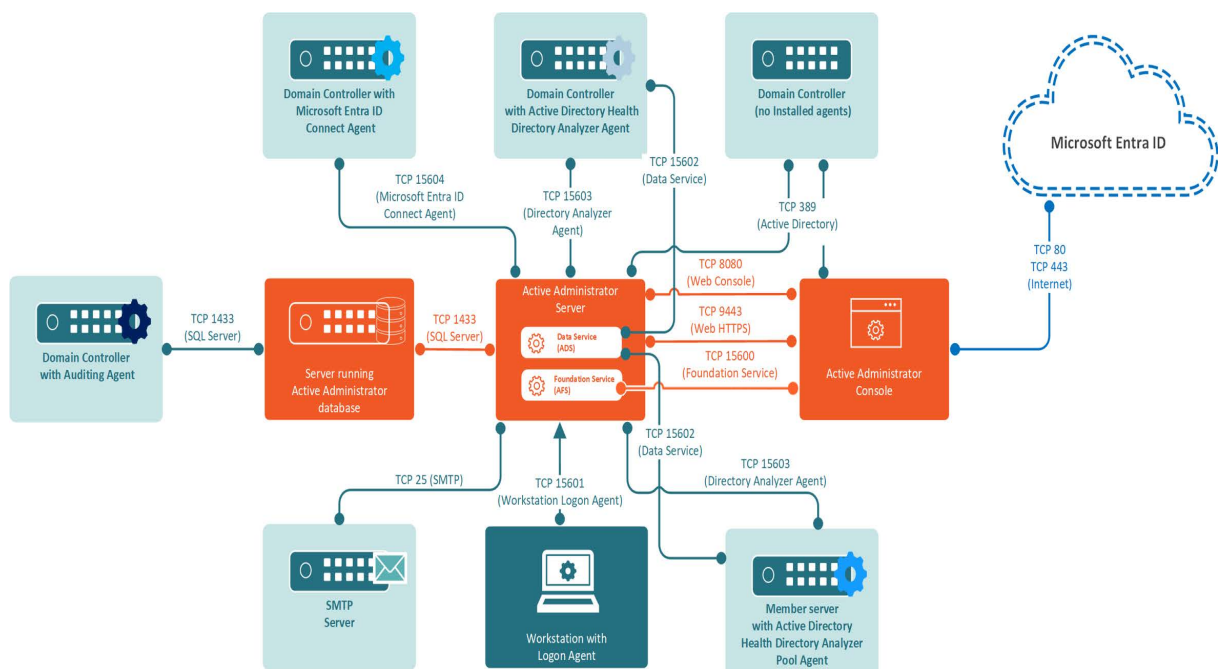 Domain Controller with
Microsoft Entra ID
Connect Agent
Domain Controller
with Active Directory Health
Directory Analyzer Agent
Domain Controller
(no Installed agents)
Microsoft Entra ID
TCP 15604
(Microsoft Entra ID
Connect Agent)
TCP 15603
(Directory Analyzer
Agent)
TCP 15602
(Data Service)
TCP 389
(Active Directory)
TCP 80
TCP 443
(Internet)
Domain Controller
with Auditing Agent
TCP 1433
(SQL Server)
Server running
Active Administrator
database
TCP 1433
(SQL Server)
Active Administrator
Server
Data Service
(ADS)
Foundation Service
(AFS)
TCP 8080
(Web Console)
TCP 9443
(Web HTTPS)
TCP 15600
(Foundation Service)
Active Administrator
Console
TCP 25 (SMTP)
TCP 15601
(Workstation Logon Agent)
TCP 15602
(Data Service)
TCP 15603
(Directory Analyzer Agent)
SMTP
Server
Workstation with
Logon Agent
Member server
with Active Directory
Health Directory Analyzer
Pool Agent